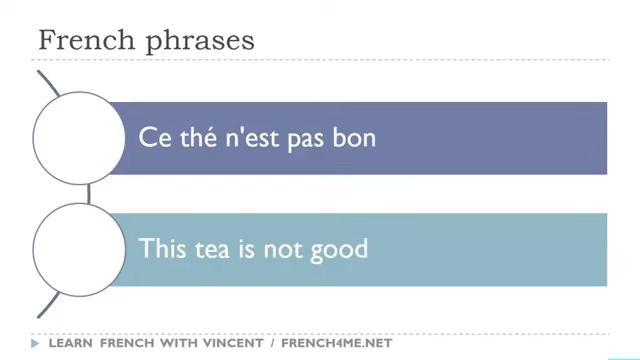 French phrases
Ce thé n'est pas bon
This tea is not good
LEARN FRENCH WITH VINCENT / FRENCH4ME.NET